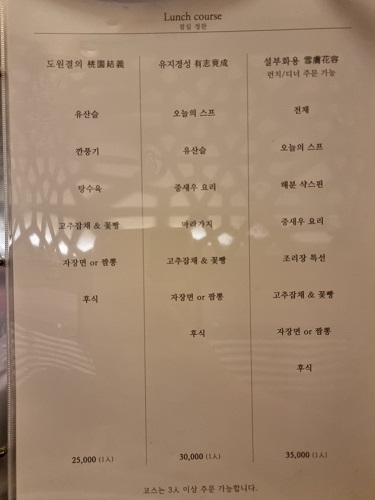 Lunch course
점심 정찬
도원결의 桃園結義
유산슬
깐풍기
탕수육
고추잡채 & 꽃빵
자장면 or 짬뽕
후식
25,000 (1人)
유지경성 有志竟成
오늘의 스프
유산슬
중새우 요리
마라가지
고추잡채 & 꽃빵
자장면 or 짬뽕
후식
30,000 (1人)
설부화용 雪膚花容
런치/디너 주문 가능
전채
오늘의 스프
해분 샥스핀
중새우 요리
조리장 특선
고추잡채 & 꽃빵
자장면 or 짬뽕
후식
35,000 (1人)
코스는 3人 이상 주문 가능합니다.